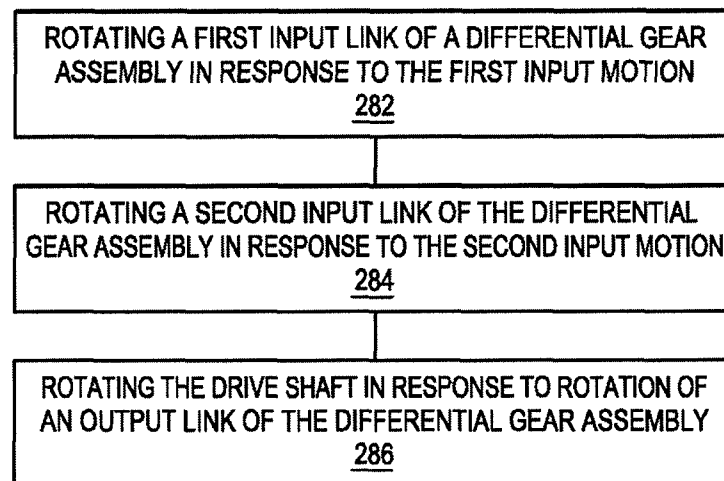 ROTATING A FIRST INPUT LINK OF A DIFFERENTIAL GEAR
ASSEMBLY IN RESPONSE TO THE FIRST INPUT MOTION
282
ROTATING A SECOND INPUT LINK OF THE DIFFERENTIAL
GEAR ASSEMBLY IN RESPONSE TO THE SECOND INPUT MOTION
284
ROTATING THE DRIVE SHAFT IN RESPONSE TO ROTATION OF
AN OUTPUT LINK OF THE DIFFERENTIAL GEAR ASSEMBLY
286